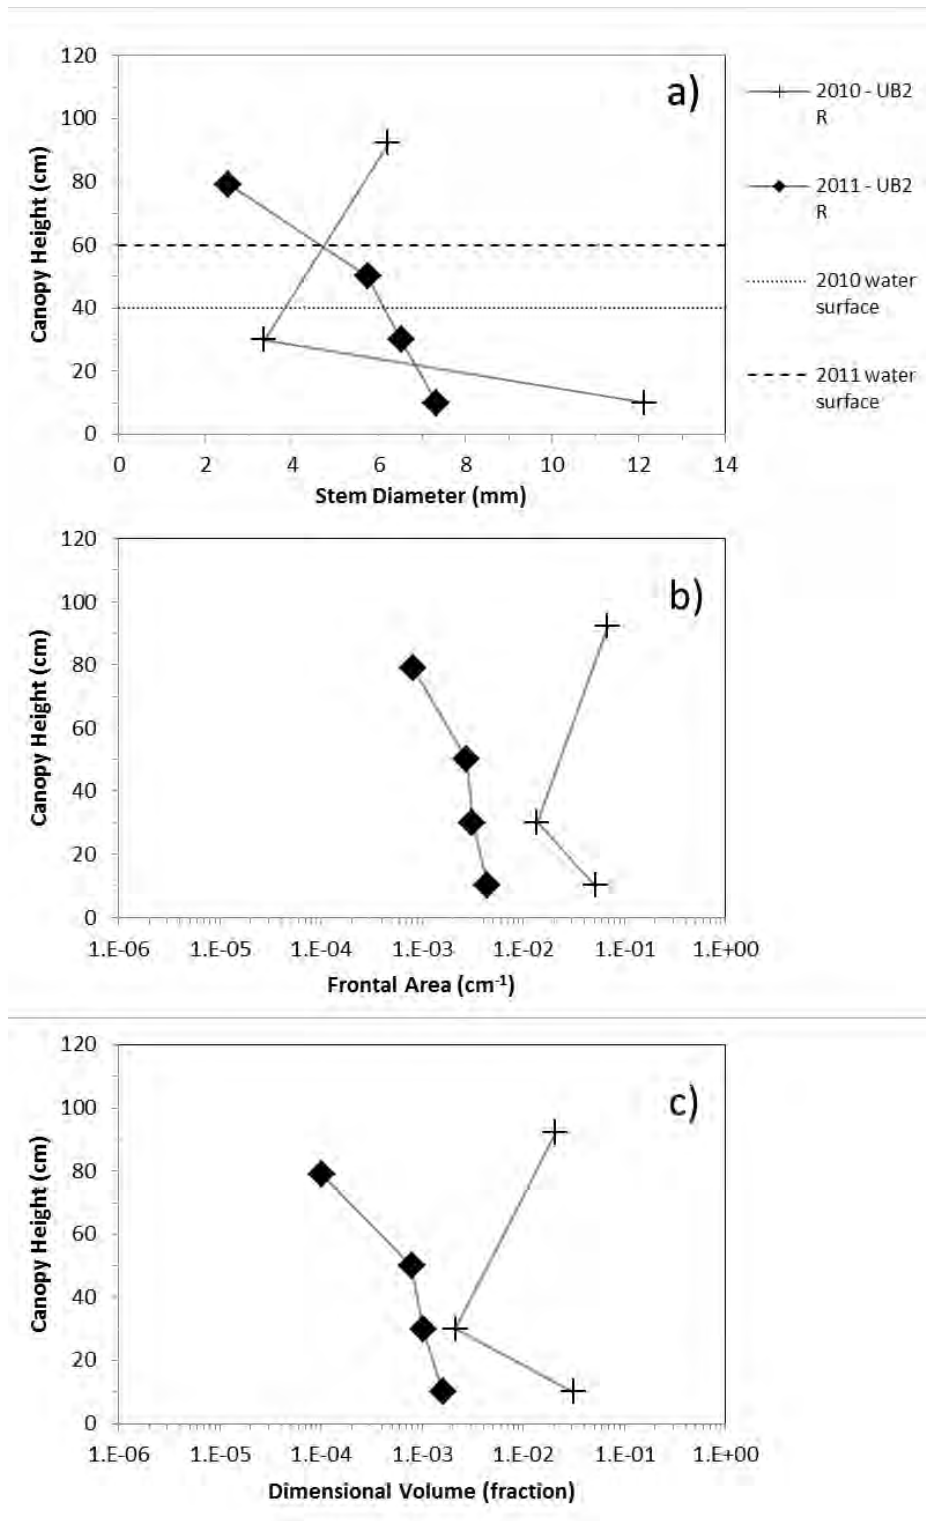 a)
120
100
80
60
40
20
0
Canopy Height (cm)
0 2 4 6 8 10 12 14
Stem Diameter (mm)
2010 - UB2
R
2011 - UB2
R
2010 water
surface
2011 water
surface
b)
120
100
80
60
40
20
0
Canopy Height (cm)
1.E-06 1.E-05 1.E-04 1.E-03 1.E-02 1.E-01 1.E+00
Frontal Area (cm⁻¹)
c)
120
100
80
60
40
20
0
Canopy Height (cm)
1.E-06 1.E-05 1.E-04 1.E-03 1.E-02 1.E-01 1.E+00
Dimensional Volume (fraction)